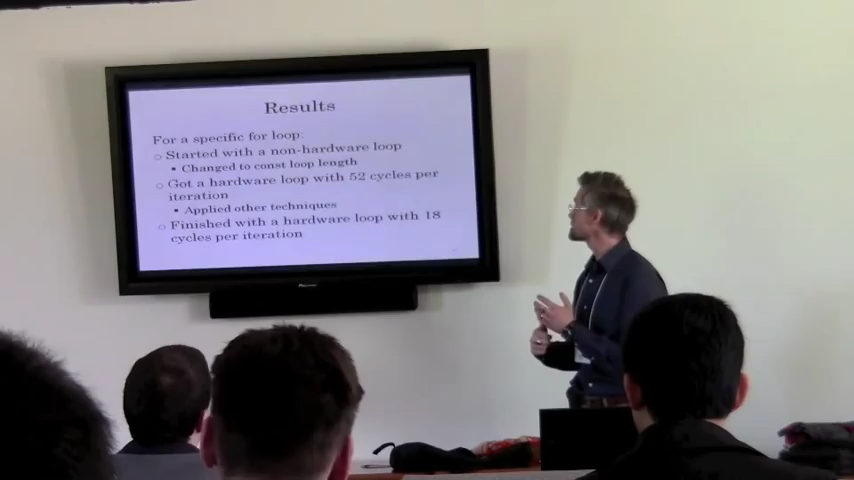 Results
For a specific for loop:
Started with a non-hardware loop
Changed to const loop length
Got a hardware loop with 52 cycles per
iteration
Applied other techniques
Finished with a hardware loop with 18
cycles per iteration